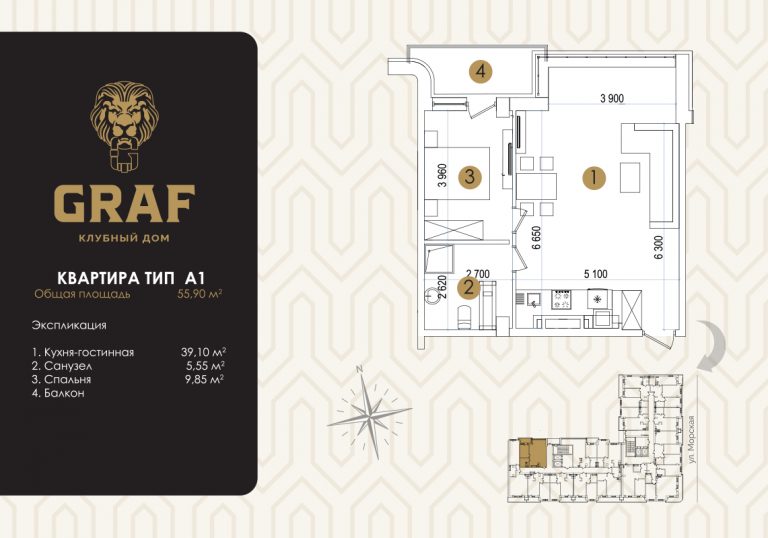 GRAF
КЛУБНЫЙ ДОМ
КВАРТИРА ТИП А1
Общая площадь 55,90 м²
Экспликация
1. Кухня-гостинная 39,10 м²
2. Санузел 5,55 м²
3. Спальня 9,85 м²
4. Балкон
4
3 900
3 960
3
1
6 650
6 300
2 700
5 100
2 620
2
ул. Морская